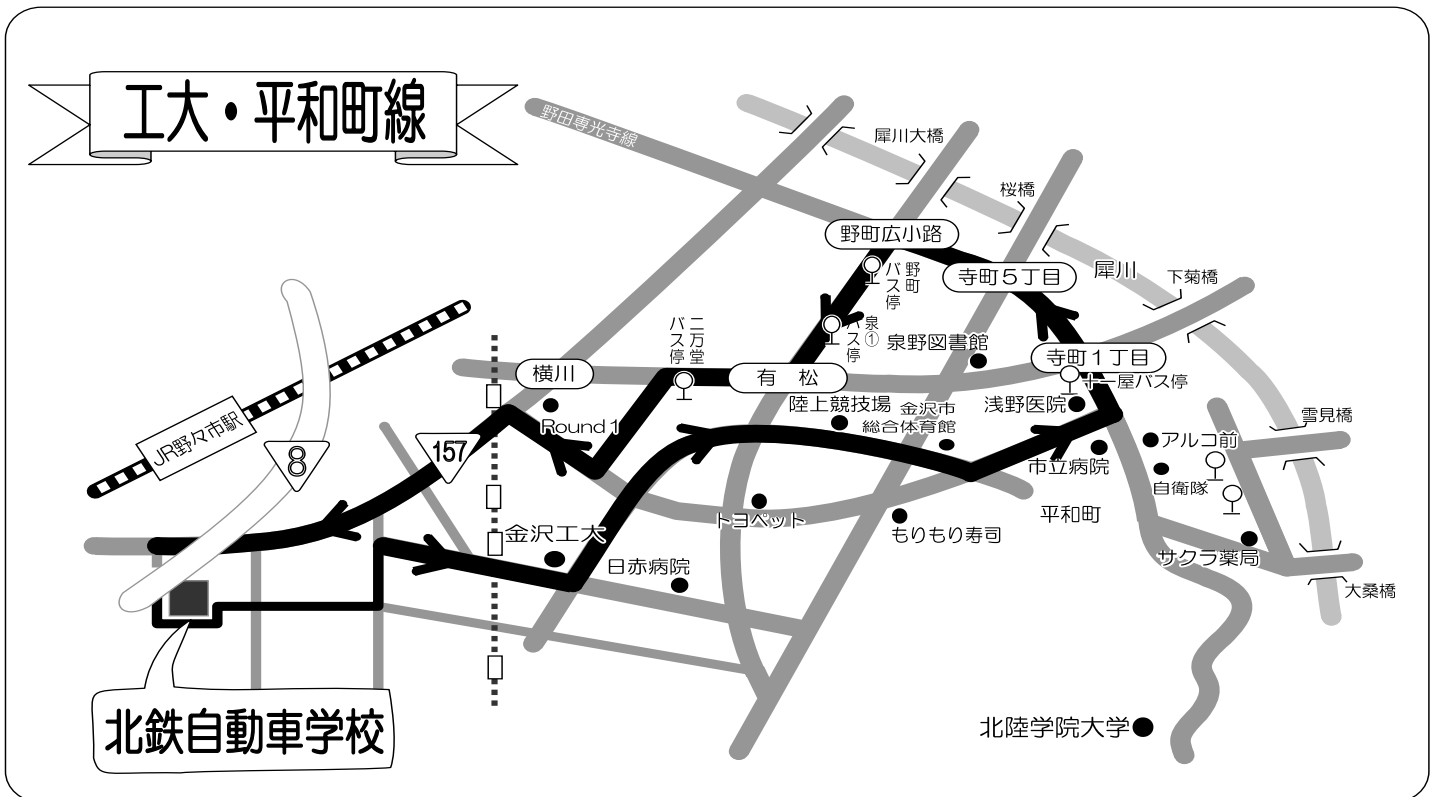 工大・平和町線
野田専光寺線
犀川大橋
桜橋
野町広小路
寺町5丁目
犀川
下菊橋
野町
バス停
泉①
バス停
二万堂
バス停
泉野図書館
寺町1丁目
十一屋バス停
横川
有　松
陸上競技場
金沢市
総合体育館
浅野医院
雪見橋
Round1
アルコ前
JR野々市駅
8
157
市立病院
自衛隊
トヨペット
もりもり寿司
平和町
金沢工大
日赤病院
サクラ薬局
大桑橋
北鉄自動車学校
北陸学院大学